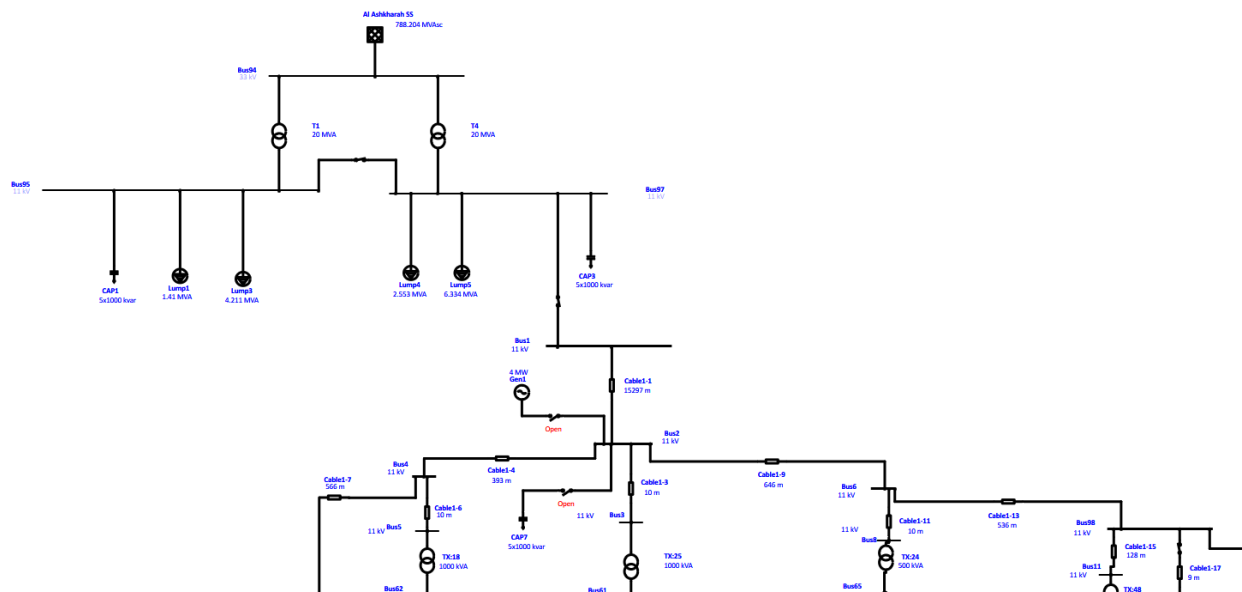 Al Ashkharah SS
788.204 MVAsc
Bus94
33 kV
T1
20 MVA
T4
20 MVA
Bus95
11 kV
Bus97
11 kV
CAP1
5x1000 kvar
Lump1
1.41 MVA
Lump3
4.211 MVA
Lump4
2.553 MVA
Lump5
6.334 MVA
CAP3
5x1000 kvar
Bus1
11 kV
4 MW
Gen1
Cable1-1
15297 m
Open
Bus2
11 kV
Bus4
11 kV
Cable1-4
393 m
Cable1-9
646 m
Cable1-7
566 m
Cable1-3
10 m
Bus6
11 kV
Open
11 kV
Bus3
Cable1-6
10 m
Cable1-13
536 m
Cable1-11
10 m
11 kV
Bus5
CAP7
5x1000 kvar
11 kV
Bus8
Bus98
11 kV
TX:18
1000 kVA
TX:25
1000 kVA
TX:24
500 kVA
Cable1-15
128 m
Bus11
11 kV
Cable1-17
9 m
Bus62
Bus61
Bus65
TX:48